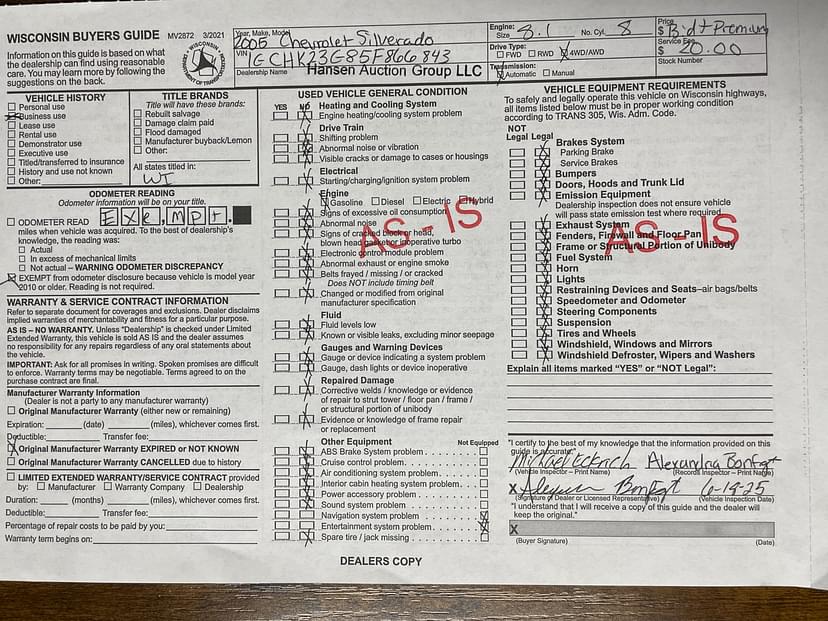 WISCONSIN BUYERS GUIDE MV2872 3/2021
Information on this guide is based on what
the dealership can find using reasonable
care. You may learn more by following the
suggestions on the back.
Year, Make, Model
2005 Chevrolet Silverado
VIN 1GCHK23G85F866843
Dealership Name Hansen Auction Group LLC
Engine:
Size 8.1 No. Cyl. 8
Drive Type:
FWD RWD 4WD/AWD
Transmission:
Automatic Manual
Price
$ Bid + Premium
Service Fee
$ 20.00
Stock Number
VEHICLE HISTORY
Personal use
Business use
Lease use
Rental use
Demonstrator use
Executive use
Titled/transferred to insurance
History and use not known
Other:
TITLE BRANDS
Title will have these brands:
Rebuilt salvage
Damage claim paid
Flood damaged
Manufacturer buyback/Lemon
Other:
All states titled in:
WI
ODOMETER READING
Odometer information will be on your title.
ODOMETER READ EXe,MPT.
miles when vehicle was acquired. To the best of dealership's
knowledge, the reading was:
Actual
In excess of mechanical limits
Not actual – WARNING ODOMETER DISCREPANCY
EXEMPT from odometer disclosure because vehicle is model year
2010 or older. Reading is not required.
WARRANTY & SERVICE CONTRACT INFORMATION
Refer to separate document for coverages and exclusions. Dealer disclaims
implied warranties of merchantability and fitness for a particular purpose.
AS IS – NO WARRANTY. Unless "Dealership" is checked under Limited
Extended Warranty, this vehicle is sold AS IS and the dealer assumes
no responsibility for any repairs regardless of any oral statements about
the vehicle.
IMPORTANT: Ask for all promises in writing. Spoken promises are difficult
to enforce. Warranty terms may be negotiable. Terms agreed to on the
purchase contract are final.
Manufacturer Warranty Information
(Dealer is not a party to any manufacturer warranty)
Original Manufacturer Warranty (either new or remaining)
Expiration: (date) (miles), whichever comes first.
Deductible: Transfer fee:
Original Manufacturer Warranty EXPIRED or NOT KNOWN
Original Manufacturer Warranty CANCELLED due to history
LIMITED EXTENDED WARRANTY/SERVICE CONTRACT provided
by: Manufacturer Warranty Company Dealership
Duration: (months) (miles), whichever comes first.
Deductible: Transfer fee:
Percentage of repair costs to be paid by you:
Warranty term begins on:
USED VEHICLE GENERAL CONDITION
YES NO Heating and Cooling System
Engine heating/cooling system problem
Drive Train
Shifting problem
Abnormal noise or vibration
Visible cracks or damage to cases or housings
Electrical
Starting/charging/ignition system problem
Engine
Gasoline Diesel Electric Hybrid
Signs of excessive oil consumption
Abnormal noise
Signs of cracked block or head,
blown head gasket or inoperative turbo
Electronic control module problem
Abnormal exhaust or engine smoke
Belts frayed / missing / or cracked
Does NOT include timing belt
Changed or modified from original
manufacturer specification
AS - IS
Fluid
Fluid levels low
Known or visible leaks, excluding minor seepage
Gauges and Warning Devices
Gauge or device indicating a system problem
Gauge, dash lights or device inoperative
Repaired Damage
Corrective welds / knowledge or evidence
of repair to strut tower / floor pan / frame /
or structural portion of unibody
Evidence or knowledge of frame repair
or replacement
Other Equipment Not Equipped
ABS Brake System problem
Cruise control problem
Air conditioning system problem
Interior cabin heating system problem
Power accessory problem
Sound system problem
Navigation system problem
Entertainment system problem
Spare tire / jack missing
VEHICLE EQUIPMENT REQUIREMENTS
To safely and legally operate this vehicle on Wisconsin highways,
all items listed below must be in proper working condition
according to TRANS 305, Wis. Adm. Code.
NOT
Legal Legal
Brakes System
Parking Brake
Service Brakes
Bumpers
Doors, Hoods and Trunk Lid
Emission Equipment
Dealership inspection does not ensure vehicle
will pass state emission test where required.
Exhaust System
Fenders, Firewall and Floor Pan
Frame or Structural Portion of Unibody
Fuel System
Horn
Lights
Restraining Devices and Seats–air bags/belts
Speedometer and Odometer
Steering Components
Suspension
Tires and Wheels
Windshield, Windows and Mirrors
Windshield Defroster, Wipers and Washers
AS - IS
Explain all items marked "YES" or "NOT Legal":
"I certify to the best of my knowledge that the information provided on this
guide is accurate."
Michael Eckrich Alexandria
(Vehicle Inspector – Print Name) (Records Inspector – Print Name)
X 6-19-25
(Signature of Dealer or Licensed Representative) (Vehicle Inspection Date)
"I understand that I will receive a copy of this guide and the dealer will
keep the original."
X
(Buyer Signature) (Date)
DEALERS COPY